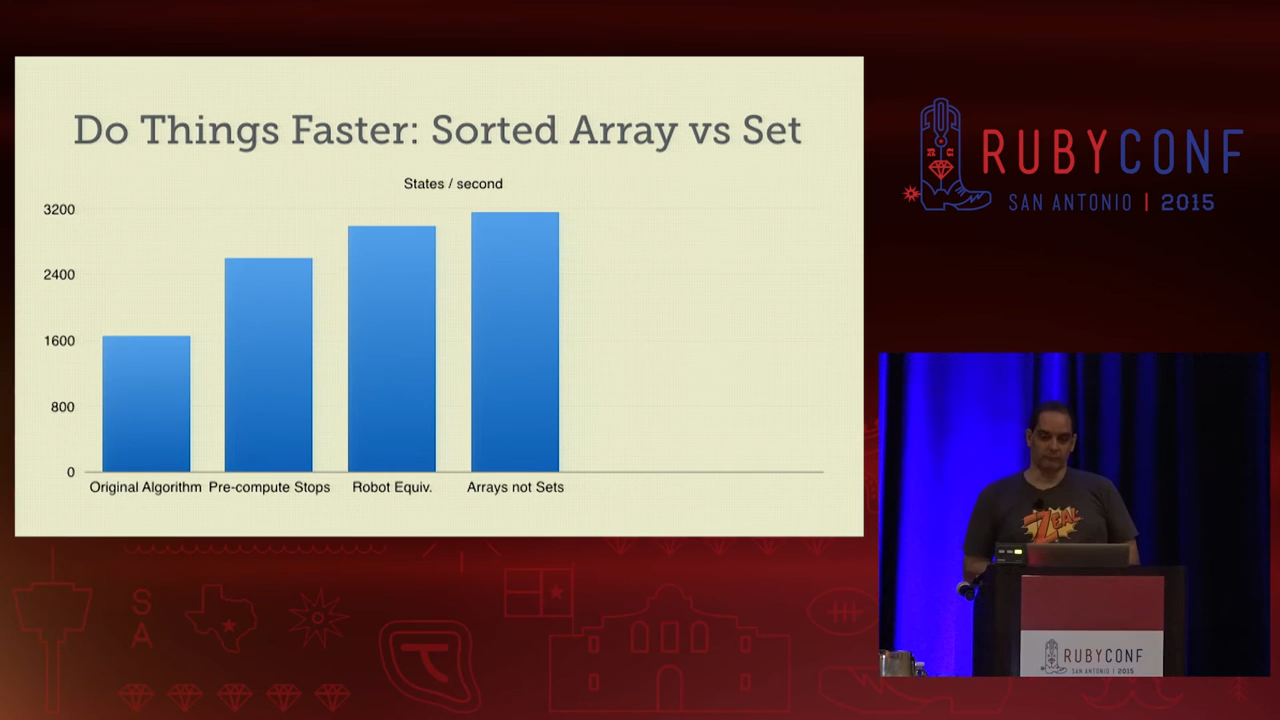 Do Things Faster: Sorted Array vs Set
States / second
3200
2400
1600
800
0
Original Algorithm
Pre-compute Stops
Robot Equiv.
Arrays not Sets
RUBYCONF
SAN ANTONIO | 2015
ZEAL
RUBYCONF
SAN ANTONIO | 2015
S
A